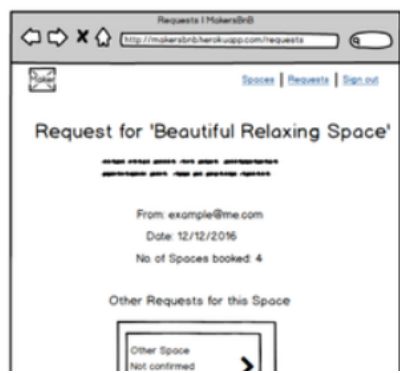 Requests | MakersBnB
http://makersbnb.herokuapp.com/requests
Maker
Spaces | Requests | Sign out
Request for 'Beautiful Relaxing Space'
From: example@me.com
Date: 12/12/2016
No of Spaces booked: 4
Other Requests for this Space
Other Space
Not confirmed